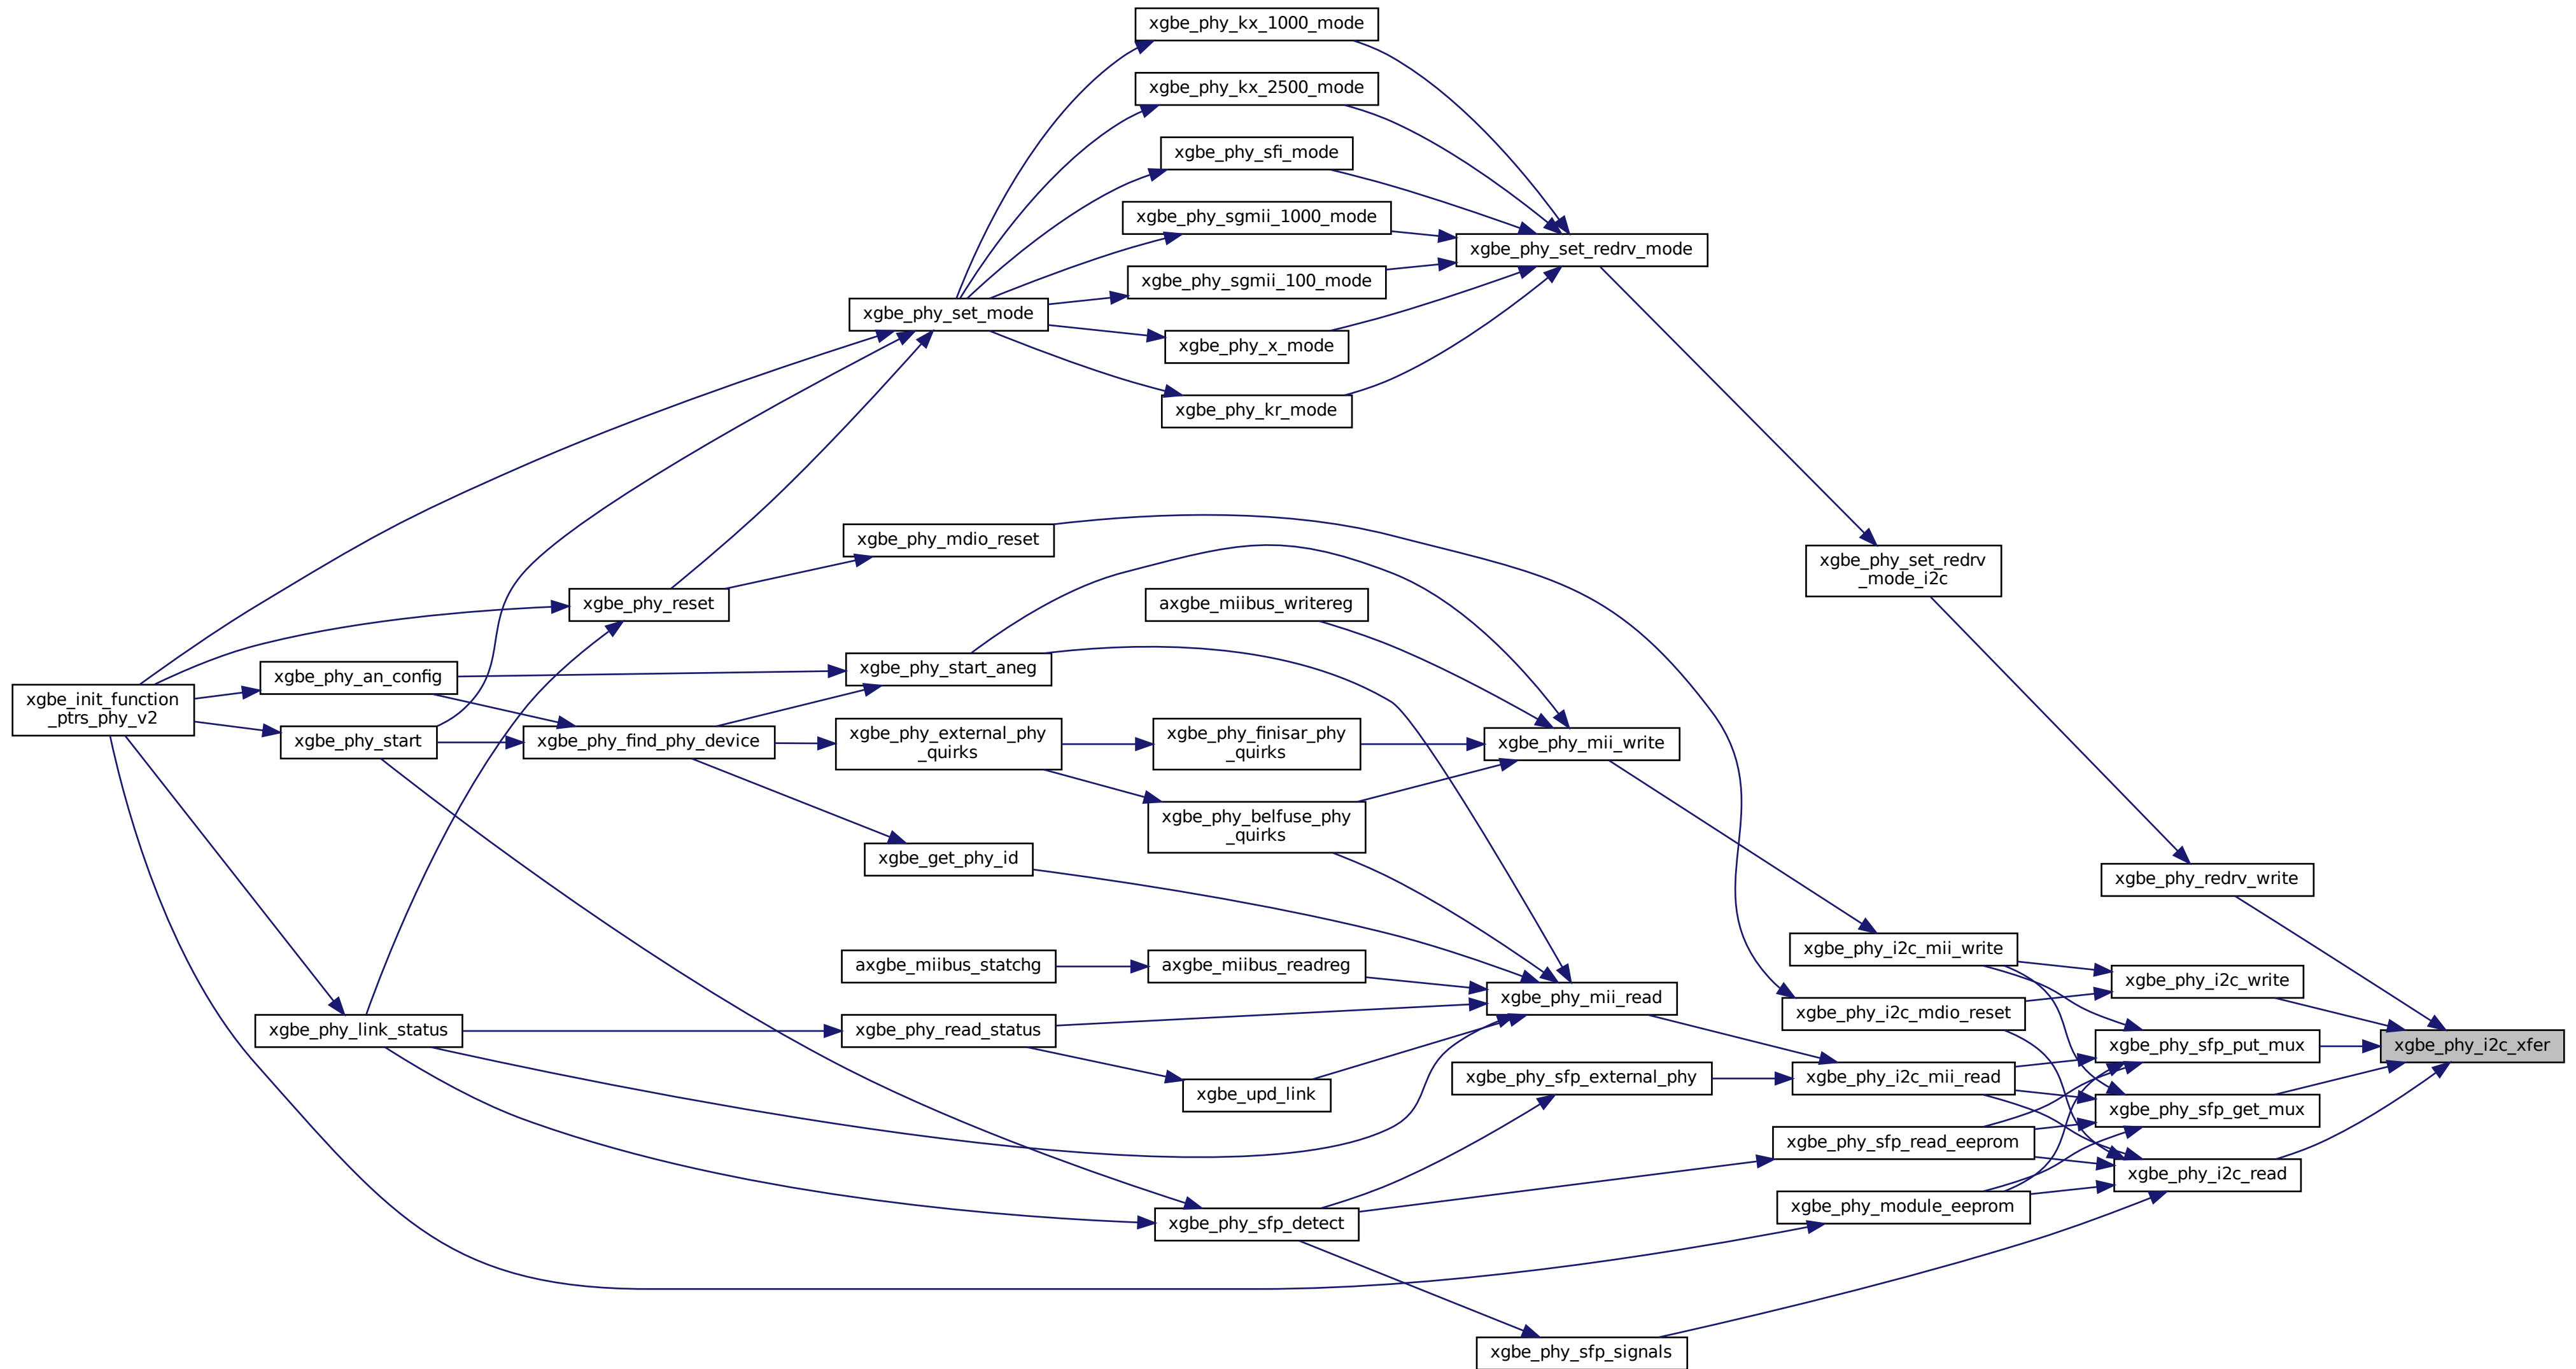 xgbe_phy_kx_1000_mode
xgbe_phy_kx_2500_mode
xgbe_phy_sfi_mode
xgbe_phy_sgmii_1000_mode
xgbe_phy_set_redrv_mode
xgbe_phy_sgmii_100_mode
xgbe_phy_set_mode
xgbe_phy_x_mode
xgbe_phy_kr_mode
xgbe_phy_mdio_reset
xgbe_phy_set_redrv
_mode_i2c
xgbe_phy_reset
axgbe_miibus_writereg
xgbe_phy_an_config
xgbe_phy_start_aneg
xgbe_init_function
_ptrs_phy_v2
xgbe_phy_start
xgbe_phy_find_phy_device
xgbe_phy_external_phy
_quirks
xgbe_phy_finisar_phy
_quirks
xgbe_phy_mii_write
xgbe_phy_belfuse_phy
_quirks
xgbe_get_phy_id
xgbe_phy_redrv_write
xgbe_phy_i2c_mii_write
axgbe_miibus_statchg
axgbe_miibus_readreg
xgbe_phy_i2c_write
xgbe_phy_mii_read
xgbe_phy_i2c_mdio_reset
xgbe_phy_link_status
xgbe_phy_read_status
xgbe_phy_sfp_put_mux
xgbe_phy_i2c_xfer
xgbe_phy_sfp_external_phy
xgbe_phy_i2c_mii_read
xgbe_upd_link
xgbe_phy_sfp_get_mux
xgbe_phy_sfp_read_eeprom
xgbe_phy_i2c_read
xgbe_phy_module_eeprom
xgbe_phy_sfp_detect
xgbe_phy_sfp_signals